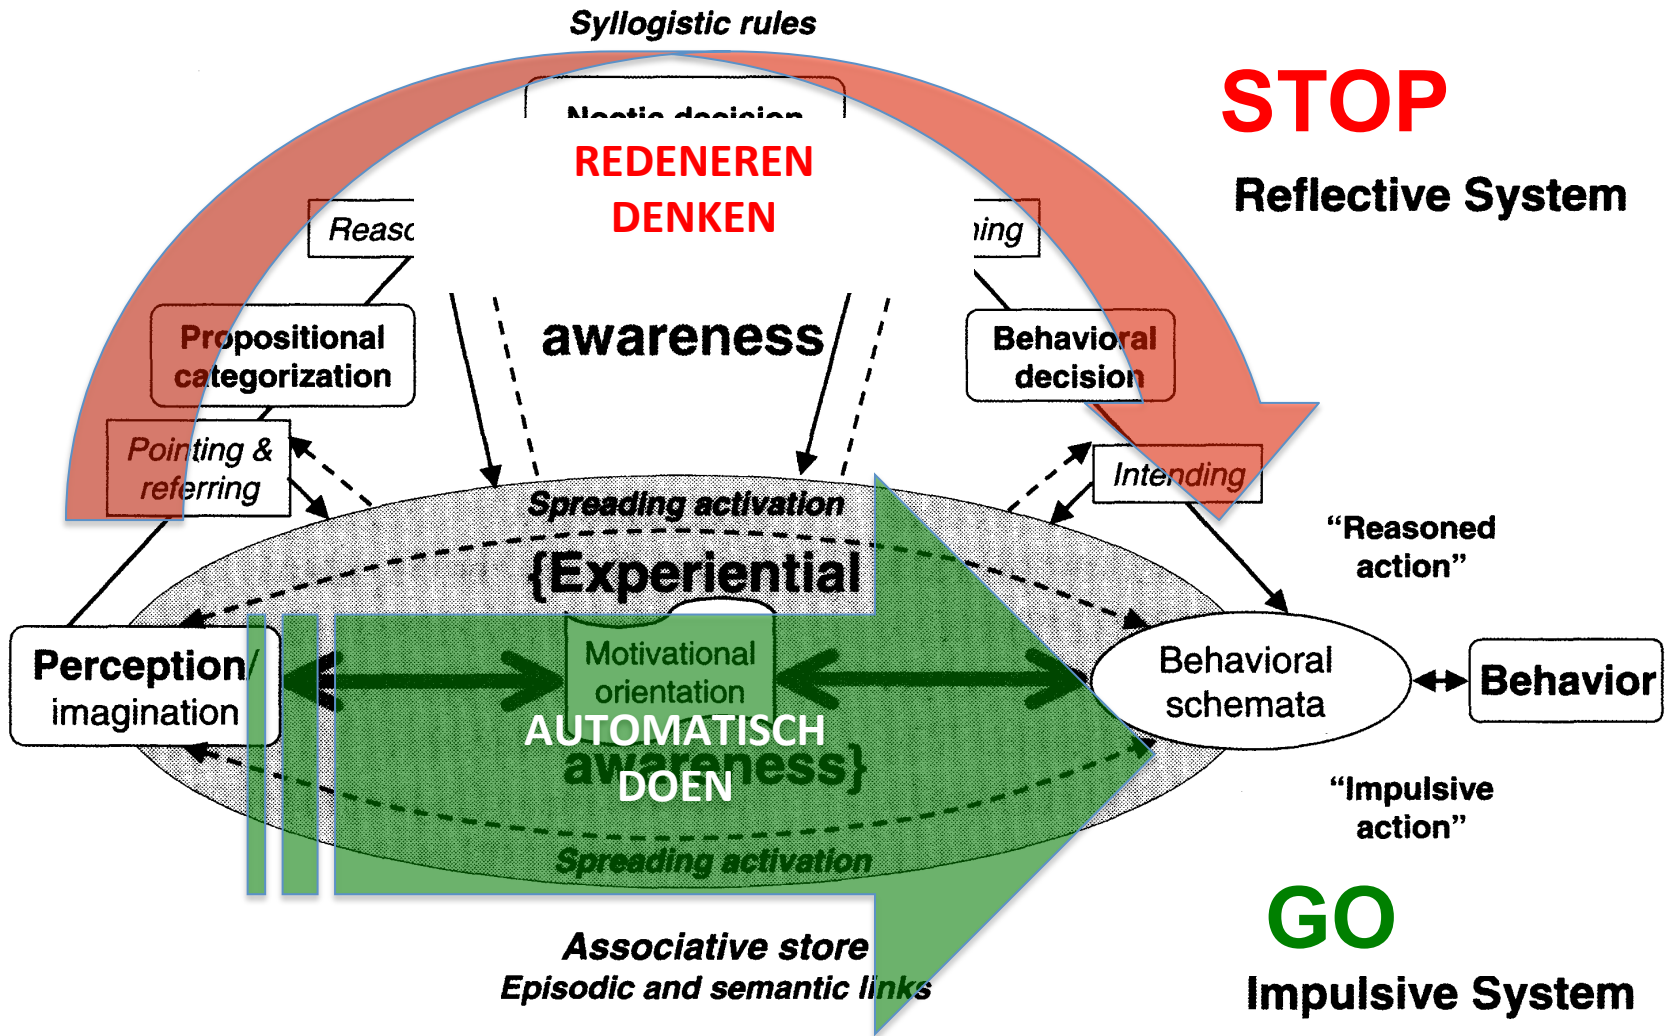 Syllogistic rules
STOP
decision
REDENEREN
DENKEN
Reflective System
Propositional
categorization
awareness
Behavioral
decision
Pointing &
referring
Intending
Spreading activation
"Reasoned
action"
{Experiential
Perception/
imagination
Motivational
orientation
Behavioral
schemata
Behavior
AUTOMATISCH
awareness}
DOEN
"Impulsive
action"
Spreading activation
GO
Associative store
Episodic and semantic links
Impulsive System